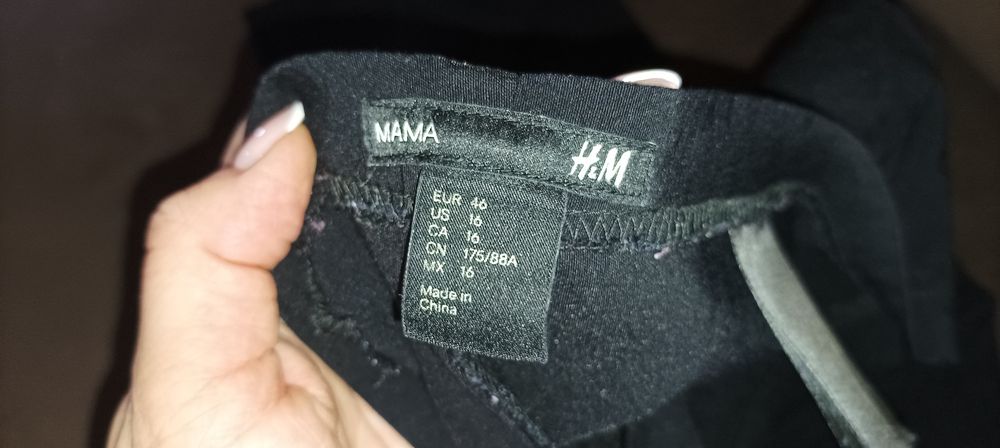 MAMA
H&M
EUR 46
US 16
CA 16
CN 175/88A
MX 16
Made in
China